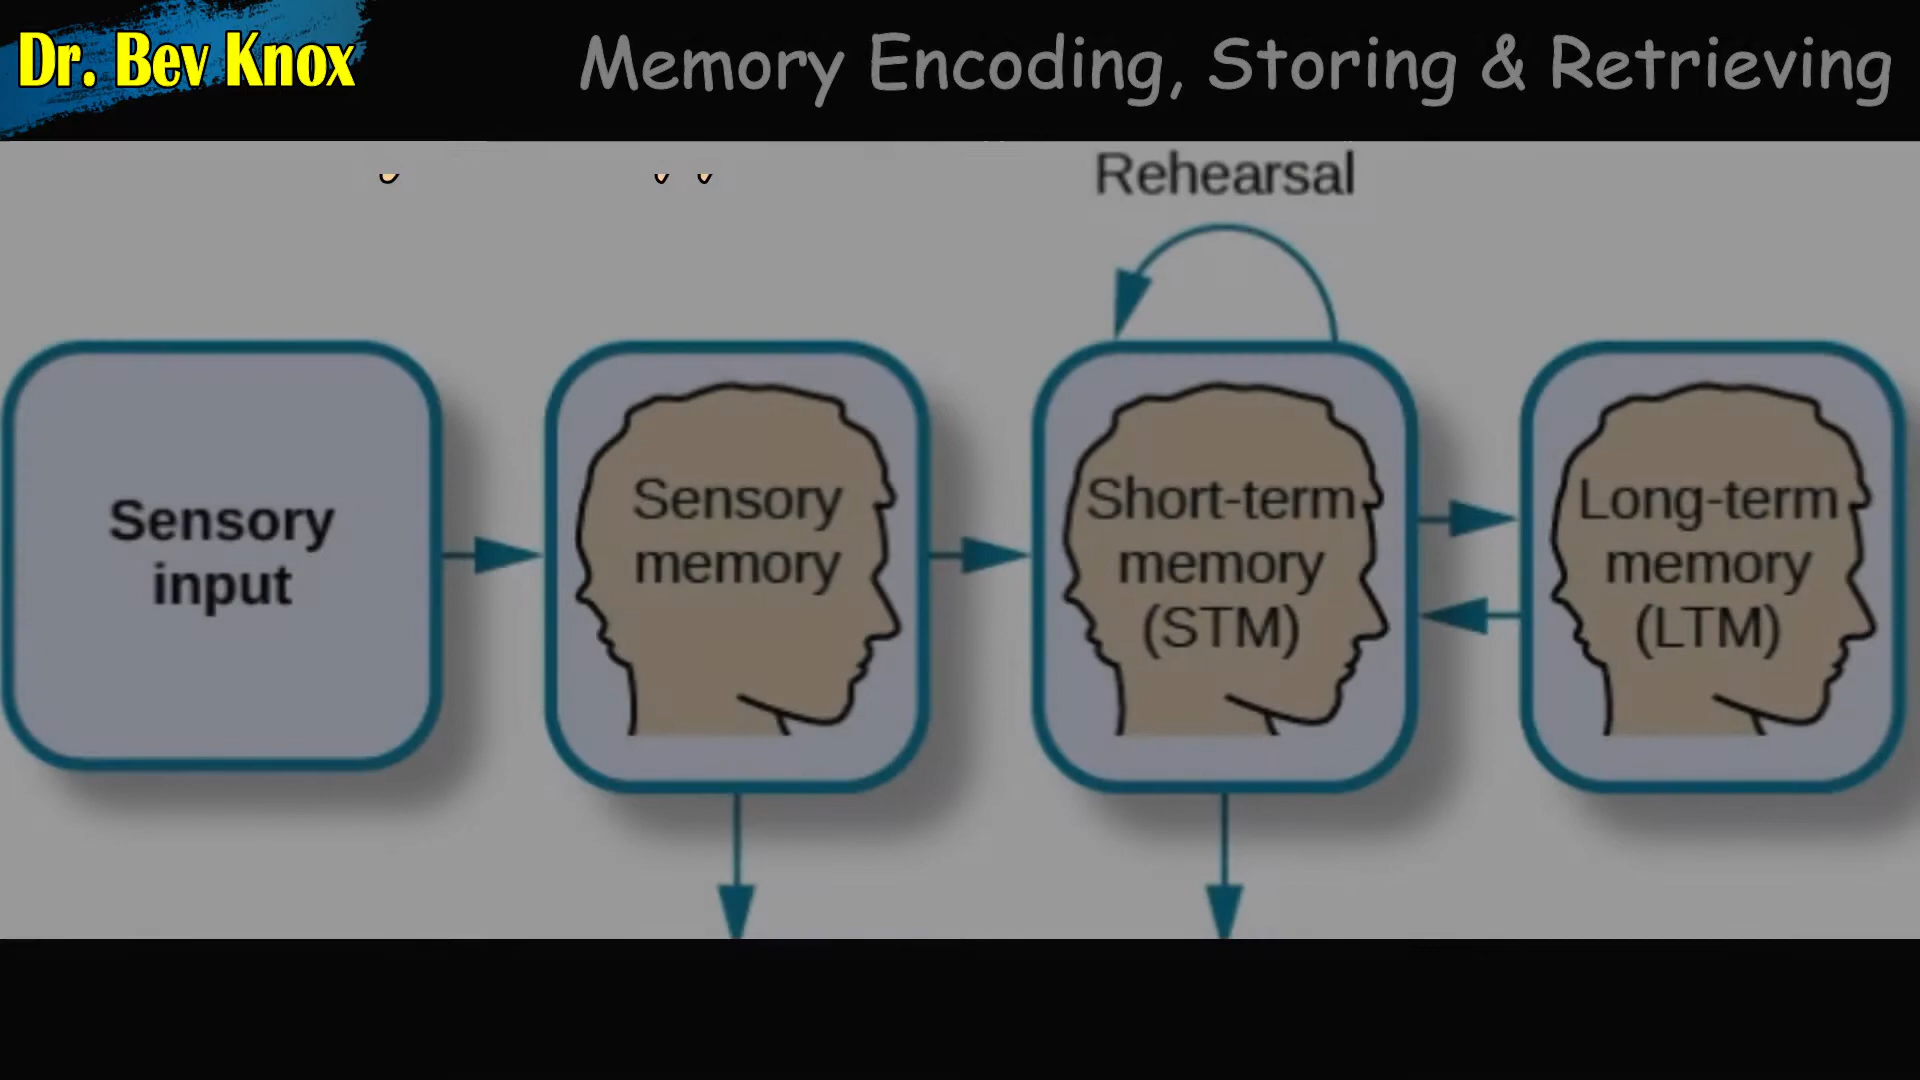 Dr. Bev Knox
Memory Encoding, Storing & Retrieving
Rehearsal
Sensory
input
Sensory
memory
Short-term
memory
(STM)
Long-term
memory
(LTM)